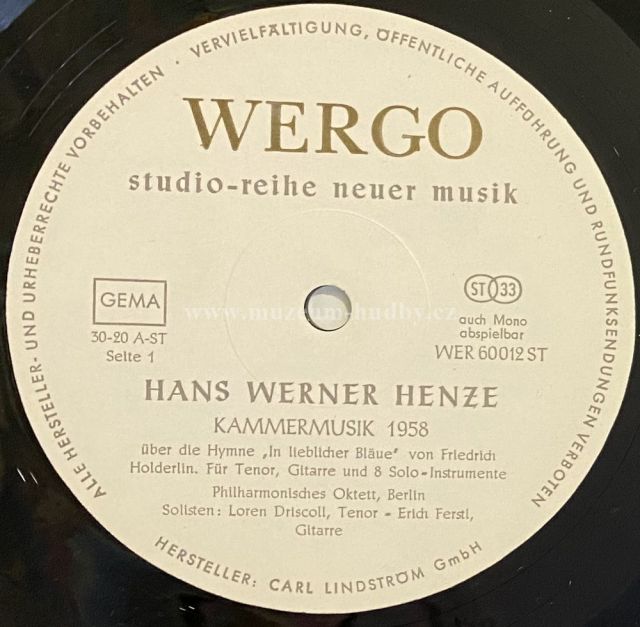 ALLE HERSTELLER- UND URHEBERRECHTE VORBEHALTEN · VERVIELFÄLTIGUNG, ÖFFENTLICHE AUFFÜHRUNG UND RUNDFUNKSENDUNGEN VERBOTEN
WERGO
studio-reihe neuer musik
GEMA
ST 33
www.muzeum-hudby.cz
30-20 A-ST
Seite 1
auch Mono
abspielbar
WER 60012 ST
HANS WERNER HENZE
KAMMERMUSIK 1958
über die Hymne „In lieblicher Bläue“ von Friedrich
Holderlin. Für Tenor, Gitarre und 8 Solo-Instrumente
Philharmonisches Oktett, Berlin
Solisten: Loren Driscoll, Tenor - Erich Ferstl,
Gitarre
HERSTELLER: CARL LINDSTRÖM GmbH